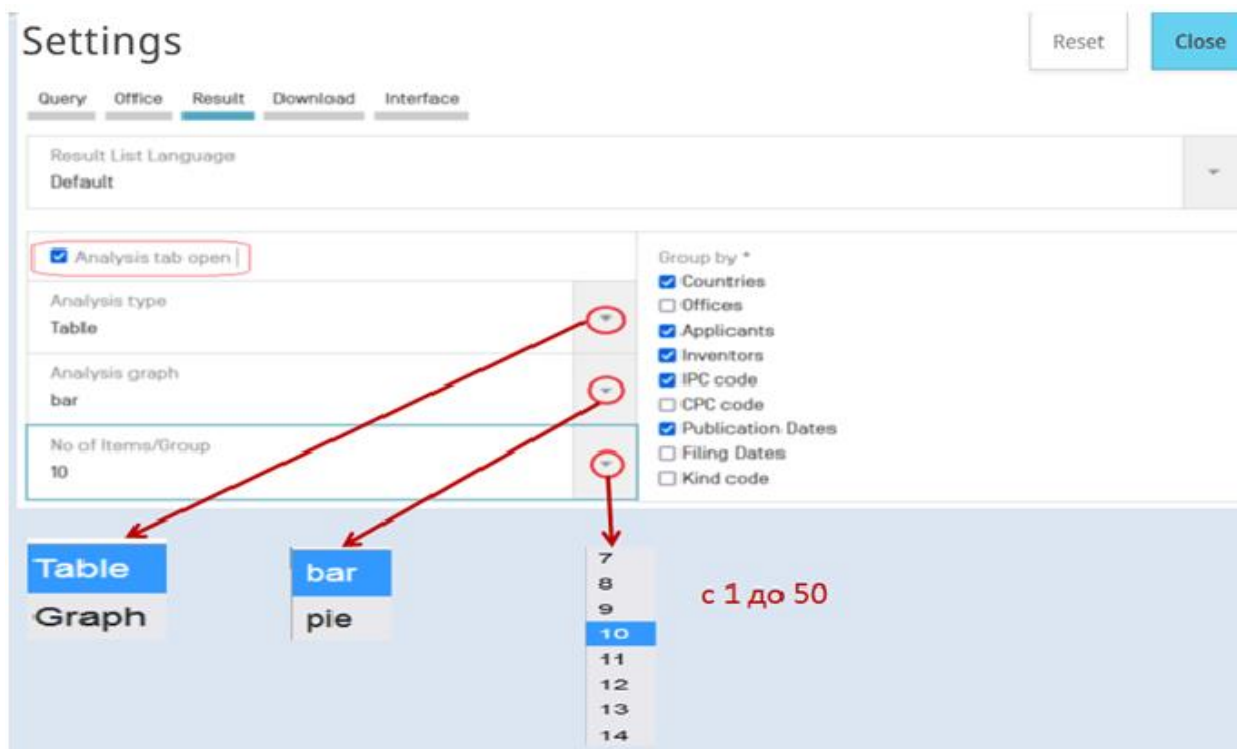 Settings
Reset
Close
Query Office Result Download Interface
Result List Language
Default
Analysis tab open
Analysis type
Table
Analysis graph
bar
No of Items/Group
10
Group by *
Countries
Offices
Applicants
Inventors
IPC code
CPC code
Publication Dates
Filing Dates
Kind code
Table
Graph
bar
pie
7
8
9
10
11
12
13
14
с 1 до 50